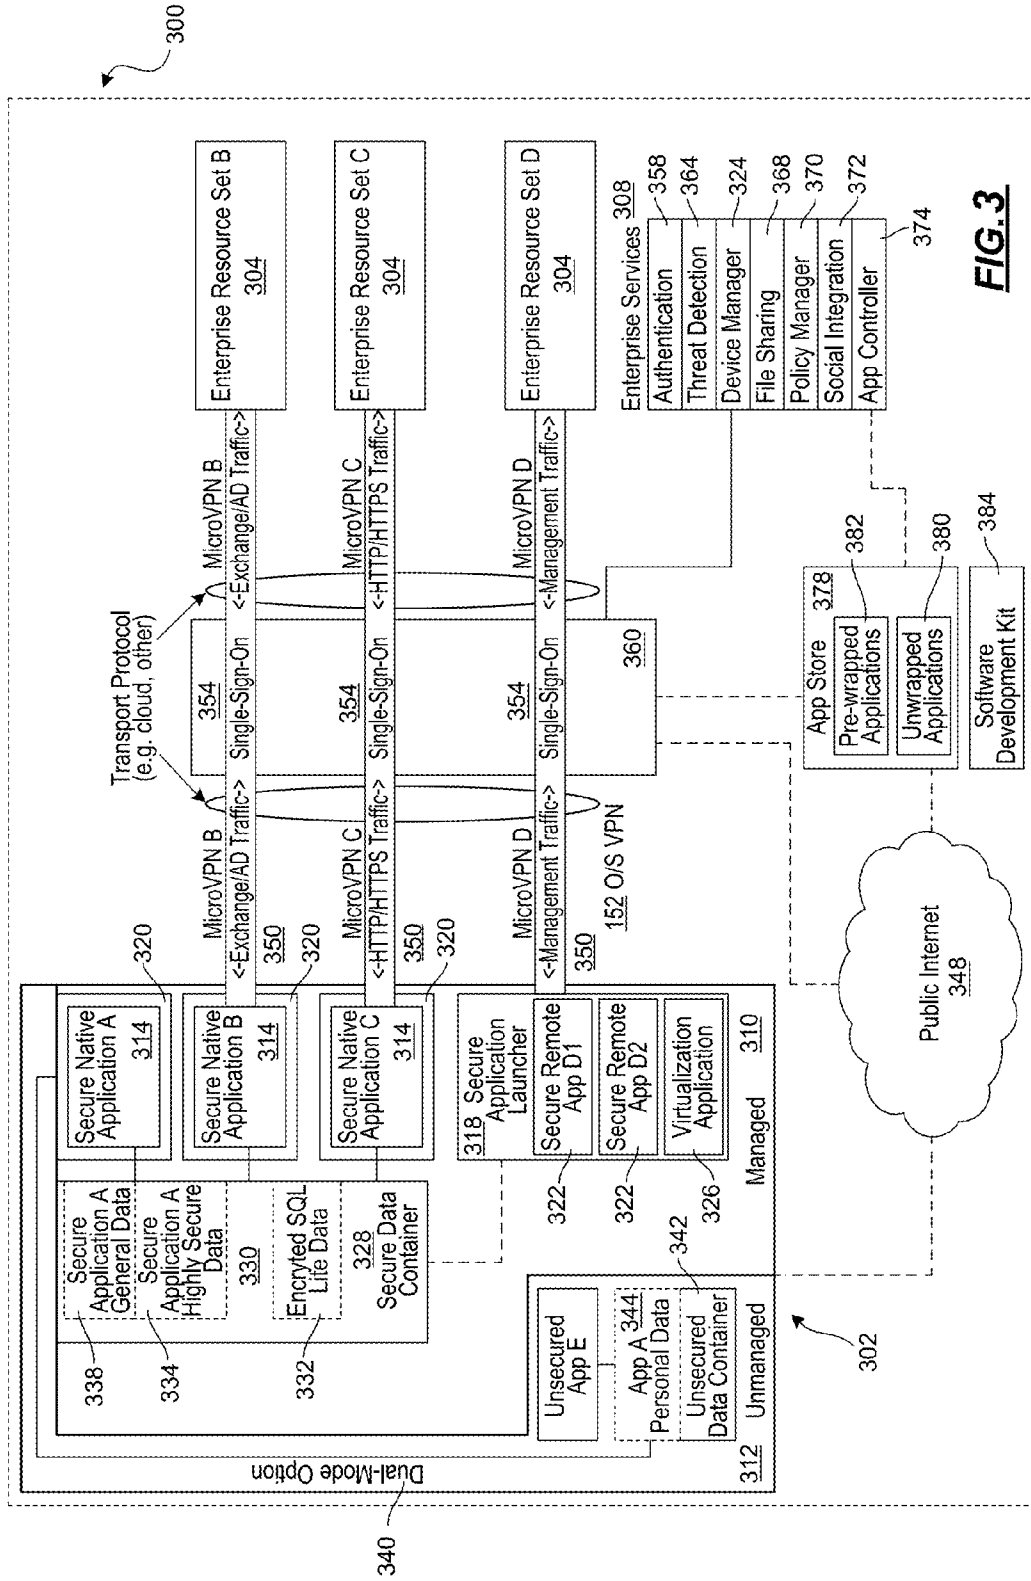 300
Transport Protocol
(e.g. cloud, other)
340
Dual-Mode Option
338
334
332
Secure
Application A
General Data
Secure
Application A
Highly Secure
Data
330
Encryted SQL
Lite Data
328
Secure Data
Container
Secure Native
Application A
314
320
Secure Native
Application B
314
320
Secure Native
Application C
314
320
318 Secure
Application
Launcher
Secure Remote
App D1
Secure Remote
App D2
Virtualization
Application
322
322
326
310
Managed
Unsecured
App E
344
App A
Personal Data
Unsecured
Data Container
342
312
Unmanaged
302
MicroVPN B
<-Exchange/AD Traffic->
350
MicroVPN C
<-HTTP/HTTPS Traffic->
350
MicroVPN D
<-Management Traffic->
350
152 O/S VPN
354
Single-Sign-On
354
Single-Sign-On
354
Single-Sign-On
360
MicroVPN B
<-Exchange/AD Traffic->
MicroVPN C
<-HTTP/HTTPS Traffic->
MicroVPN D
<-Management Traffic->
Enterprise Resource Set B
304
Enterprise Resource Set C
304
Enterprise Resource Set D
304
Enterprise Services 308
Authentication
358
Threat Detection
364
Device Manager
324
File Sharing
368
Policy Manager
370
Social Integration
372
App Controller
374
Public Internet
348
App Store 378
Pre-wrapped
Applications
382
Unwrapped
Applications
380
Software
Development Kit
384
FIG.3